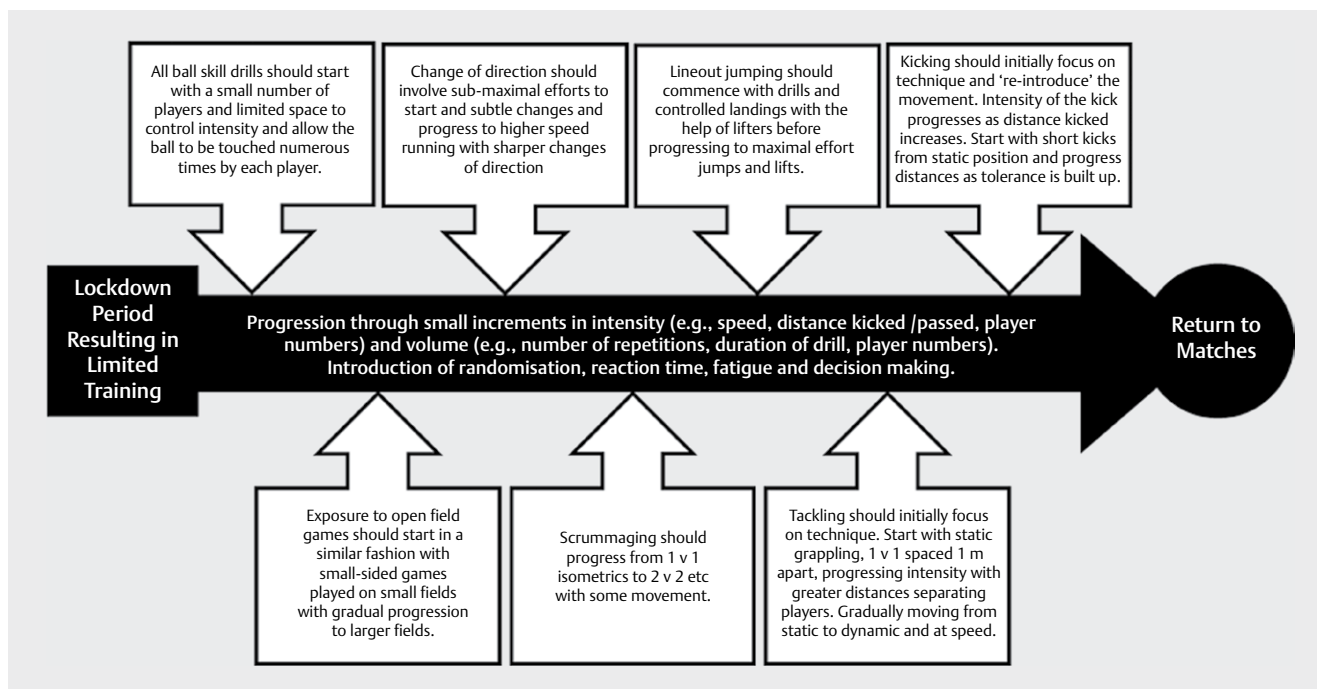 All ball skill drills should start
with a small number of
players and limited space to
control intensity and allow the
ball to be touched numerous
times by each player.
Change of direction should
involve sub-maximal efforts to
start and subtle changes and
progress to higher speed
running with sharper changes
of direction
Lineout jumping should
commence with drills and
controlled landings with the
help of lifters before
progressing to maximal effort
jumps and lifts.
Kicking should initially focus on
technique and ‘re-introduce’ the
movement. Intensity of the kick
progresses as distance kicked
increases. Start with short kicks
from static position and progress
distances as tolerance is built up.
Lockdown
Period
Resulting in
Limited
Training
Progression through small increments in intensity (e.g., speed, distance kicked /passed, player
numbers) and volume (e.g., number of repetitions, duration of drill, player numbers).
Introduction of randomisation, reaction time, fatigue and decision making.
Return to
Matches
Exposure to open field
games should start in a
similar fashion with
small-sided games
played on small fields
with gradual progression
to larger fields.
Scrummaging should
progress from 1 v 1
isometrics to 2 v 2 etc
with some movement.
Tackling should initially focus
on technique. Start with static
grappling, 1 v 1 spaced 1 m
apart, progressing intensity with
greater distances separating
players. Gradually moving from
static to dynamic and at speed.